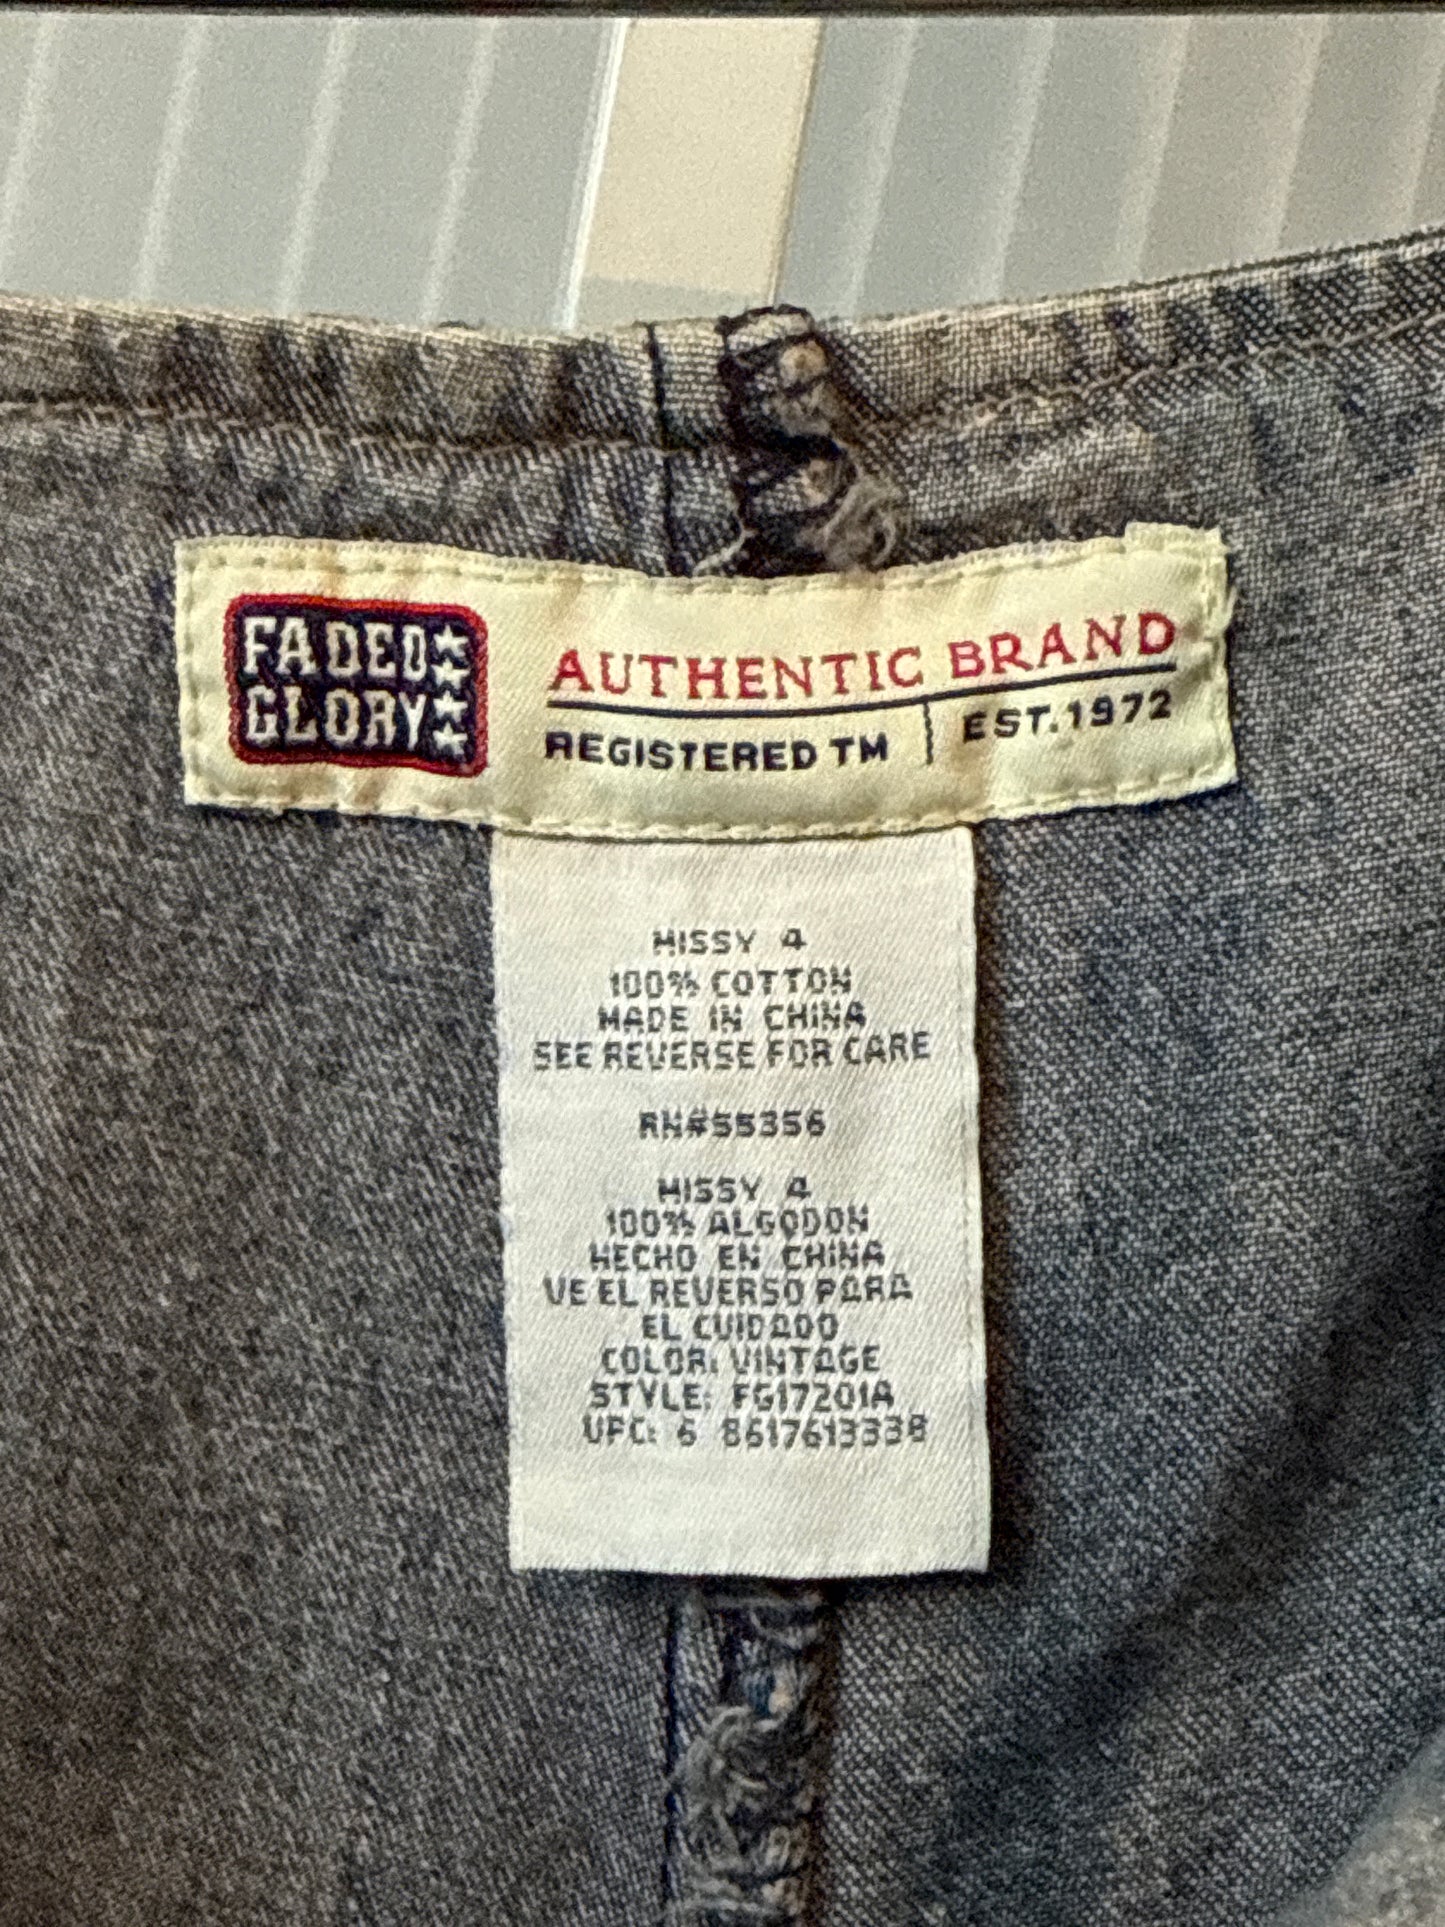 FADED
GLORY
AUTHENTIC BRAND
REGISTERED TM | EST. 1972
MISSY 4
100% COTTON
MADE IN CHINA
SEE REVERSE FOR CARE
RN#55356
MISSY 4
100% ALGODON
HECHO EN CHINA
VE EL REVERSO PARA
EL CUIDADO
COLOR: VINTAGE
STYLE: FG17201A
UPC: 6 8617613338